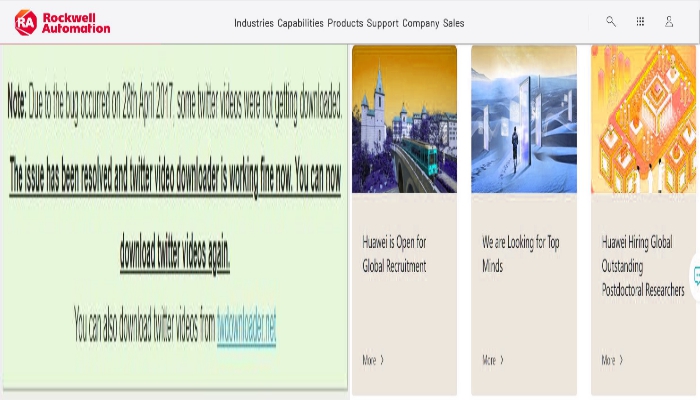 Rockwell
Automation
RA
Industries Capabilities Products Support Company Sales
Note: Due to the bug occurred on 28th April 2017, some twitter videos were not getting downloaded.
The issue has been resolved and twitter video downloader is working fine now. You can now
download twitter videos again.
You can also download twitter videos from twdownloader.net
Huawei is Open for
Global Recruitment
More >
We are Looking for Top
Minds
More >
Huawei Hiring Global
Outstanding
Postdoctoral Researchers
More >